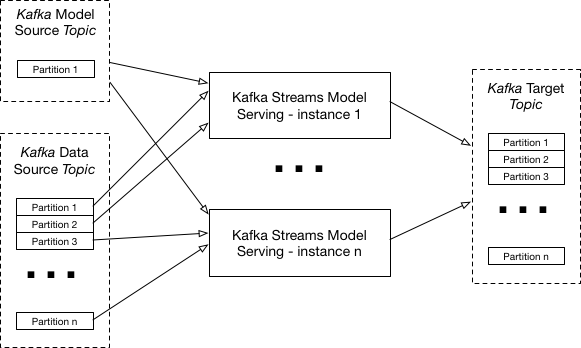 Kafka Model
Source Topic
Partition 1
Kafka Data
Source Topic
Partition 1
Partition 2
Partition 3
Partition n
Kafka Streams Model
Serving - instance 1
Kafka Streams Model
Serving - instance n
Kafka Target
Topic
Partition 1
Partition 2
Partition 3
Partition n